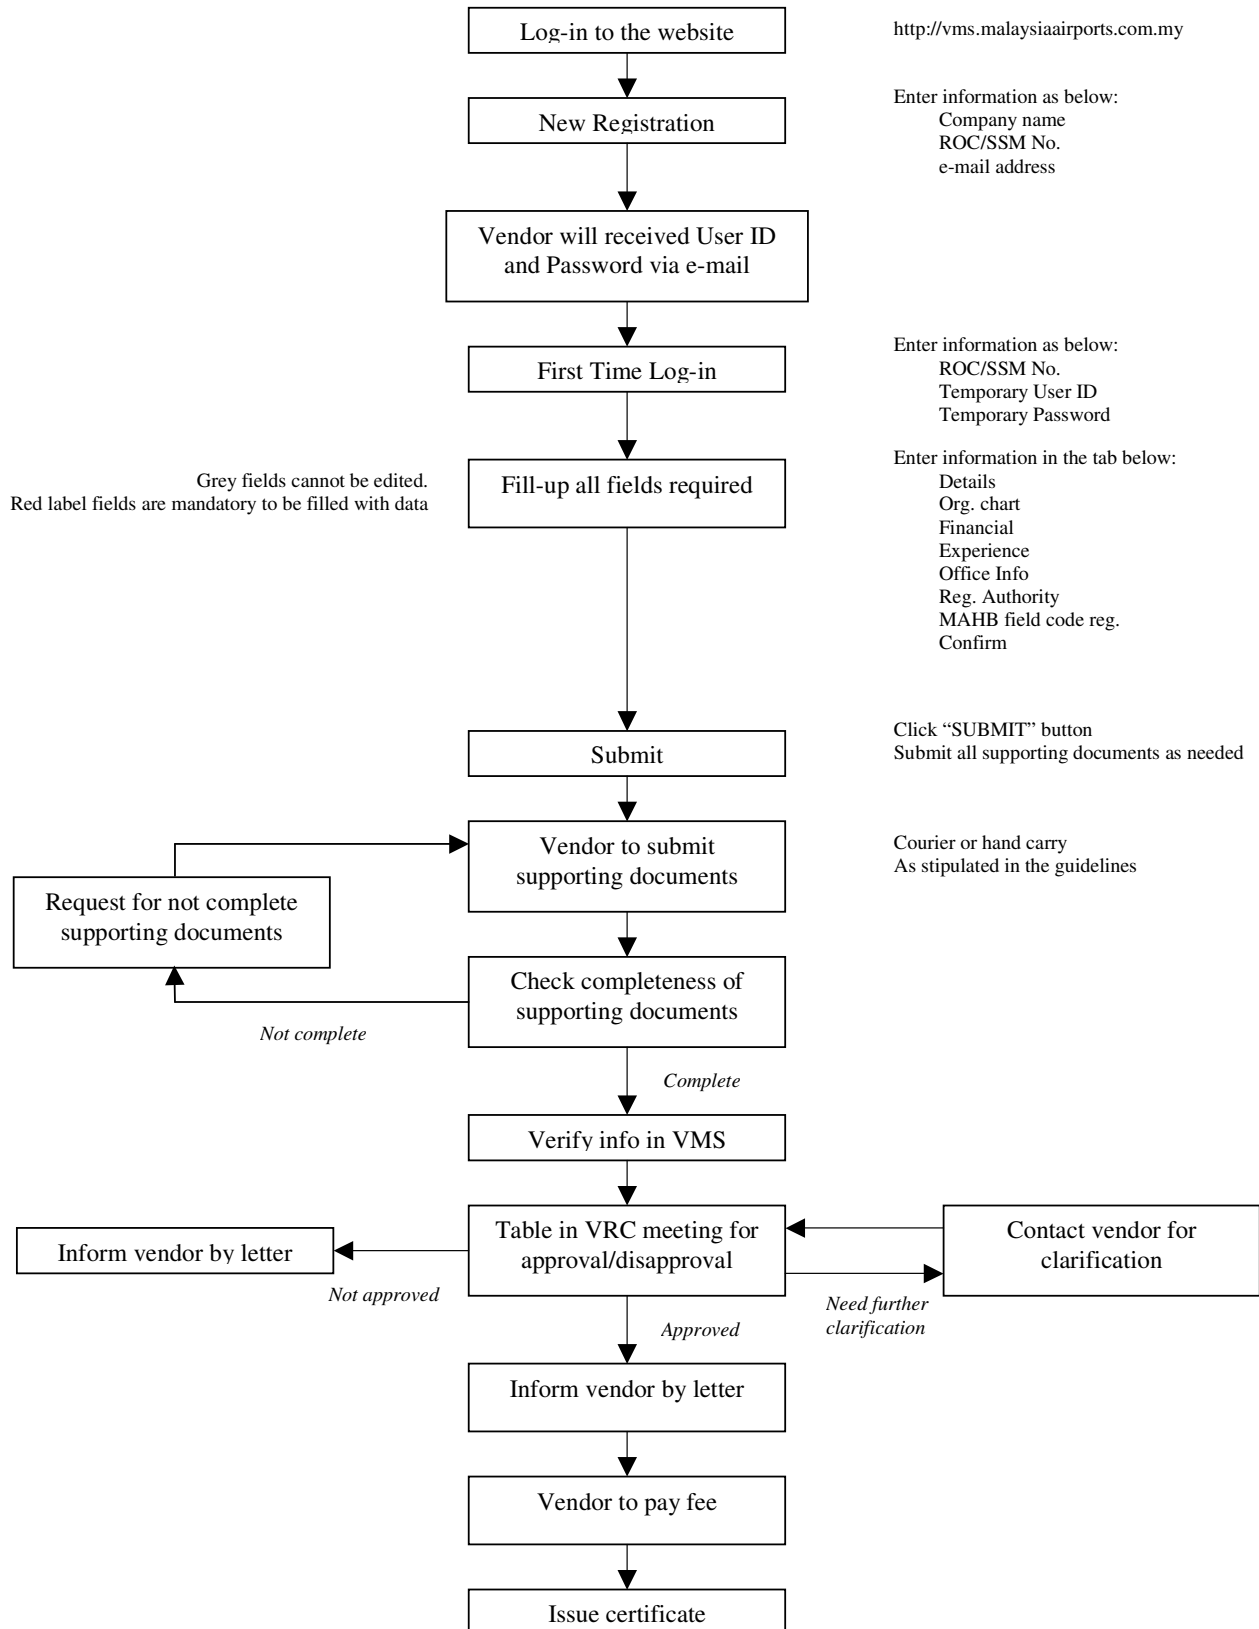 Log-in to the website
http://vms.malaysiaairports.com.my
New Registration
Enter information as below:
Company name
ROC/SSM No.
e-mail address
Vendor will received User ID
and Password via e-mail
First Time Log-in
Enter information as below:
ROC/SSM No.
Temporary User ID
Temporary Password
Grey fields cannot be edited.
Red label fields are mandatory to be filled with data
Fill-up all fields required
Enter information in the tab below:
Details
Org. chart
Financial
Experience
Office Info
Reg. Authority
MAHB field code reg.
Confirm
Submit
Click “SUBMIT” button
Submit all supporting documents as needed
Vendor to submit
supporting documents
Courier or hand carry
As stipulated in the guidelines
Request for not complete
supporting documents
Check completeness of
supporting documents
Not complete
Complete
Verify info in VMS
Inform vendor by letter
Table in VRC meeting for
approval/disapproval
Contact vendor for
clarification
Not approved
Need further
clarification
Approved
Inform vendor by letter
Vendor to pay fee
Issue certificate